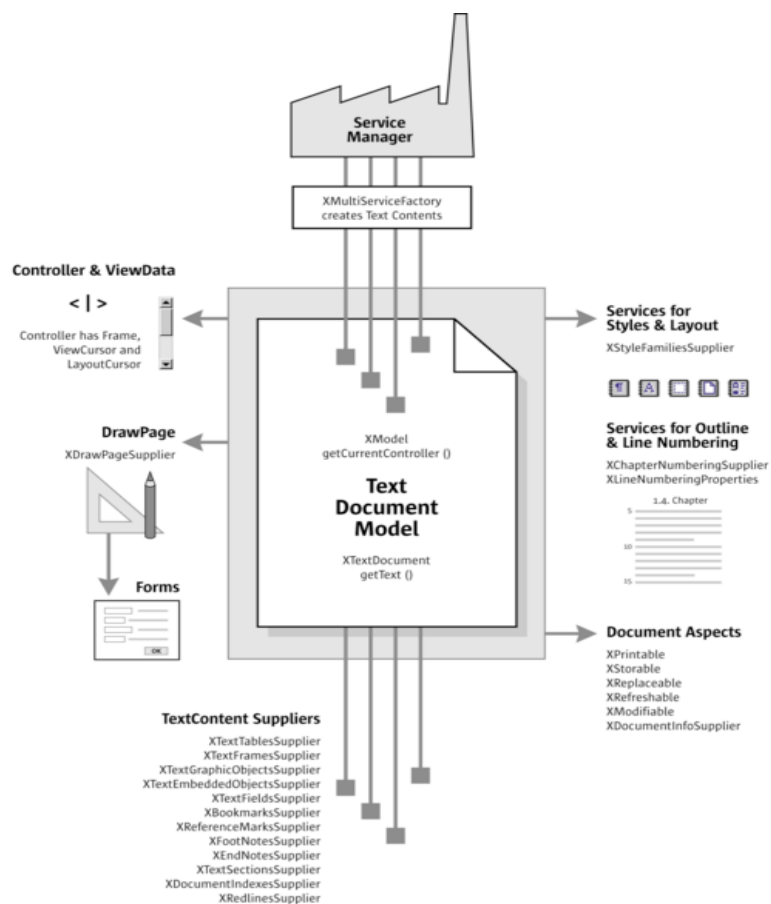 Service
Manager
XMultiServiceFactory
creates Text Contents
Controller & ViewData
< | >
Controller has Frame,
ViewCursor and
LayoutCursor
DrawPage
XDrawPageSupplier
Forms
OK
XModel
getCurrentController ()
Text
Document
Model
XTextDocument
getText ()
Services for
Styles & Layout
XStyleFamiliesSupplier
¶ A
Services for Outline
& Line Numbering
XChapterNumberingSupplier
XLineNumberingProperties
1.4. Chapter
5
10
15
Document Aspects
XPrintable
XStorable
XReplaceable
XRefreshable
XModifiable
XDocumentInfoSupplier
TextContent Suppliers
XTextTablesSupplier
XTextFramesSupplier
XTextGraphicObjectsSupplier
XTextEmbeddedObjectsSupplier
XTextFieldsSupplier
XBookmarksSupplier
XReferenceMarksSupplier
XFootNotesSupplier
XEndNotesSupplier
XTextSectionsSupplier
XDocumentIndexesSupplier
XRedlinesSupplier